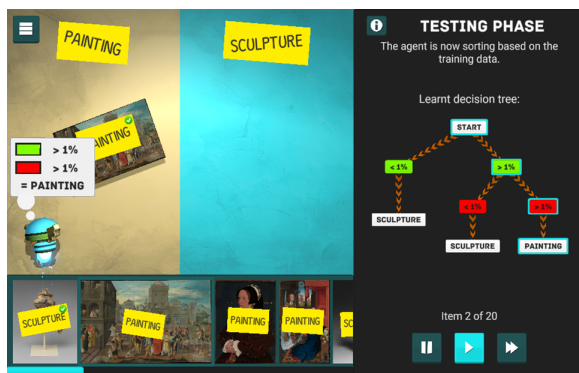 PAINTING
SCULPTURE
PAINTING
> 1%
> 1%
= PAINTING
SCULPTURE
PAINTING
PAINTING
PAINTING
SC
TESTING PHASE
The agent is now sorting based on the
training data.
Learnt decision tree:
START
< 1%
> 1%
SCULPTURE
< 1%
> 1%
SCULPTURE
PAINTING
Item 2 of 20